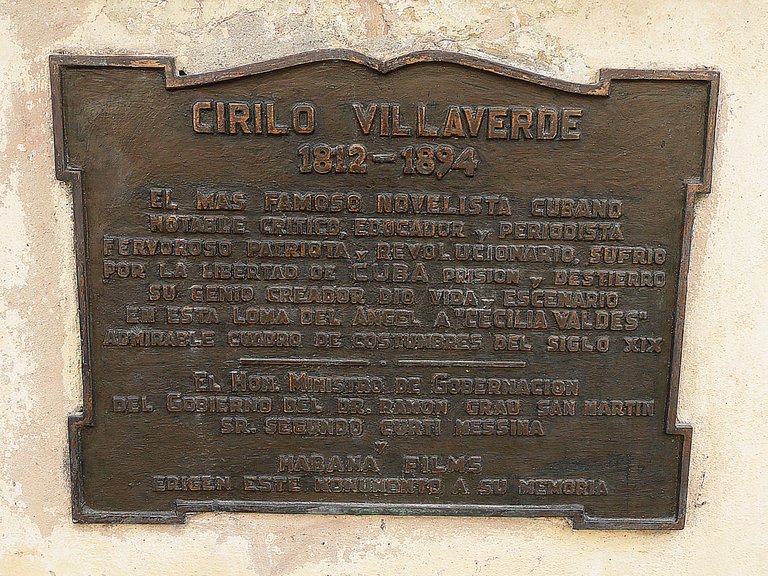 CIRILO VILLAVERDE
1812-1894
EL MAS FAMOSO NOVELISTA CUBANO
NOTABLE CRITICO, EDUCADOR Y PERIODISTA
FERVOROSO PATRIOTA Y REVOLUCIONARIO, SUFRIO
POR LA LIBERTAD DE CUBA PRISION Y DESTIERRO
SU GENIO CREADOR DIO VIDA Y ESCENARIO
EN ESTA LOMA DEL ANGEL A "CECILIA VALDES"
ADMIRABLE CUADRO DE COSTUMBRES DEL SIGLO XIX
EL HON. MINISTRO DE GOBERNACION
DEL GOBIERNO DEL DR. RAMON GRAU SAN MARTIN
SR. SEGUNDO CURTI MESSINA
Y
HABANA FILMS
ERIGEN ESTE MONUMENTO A SU MEMORIA